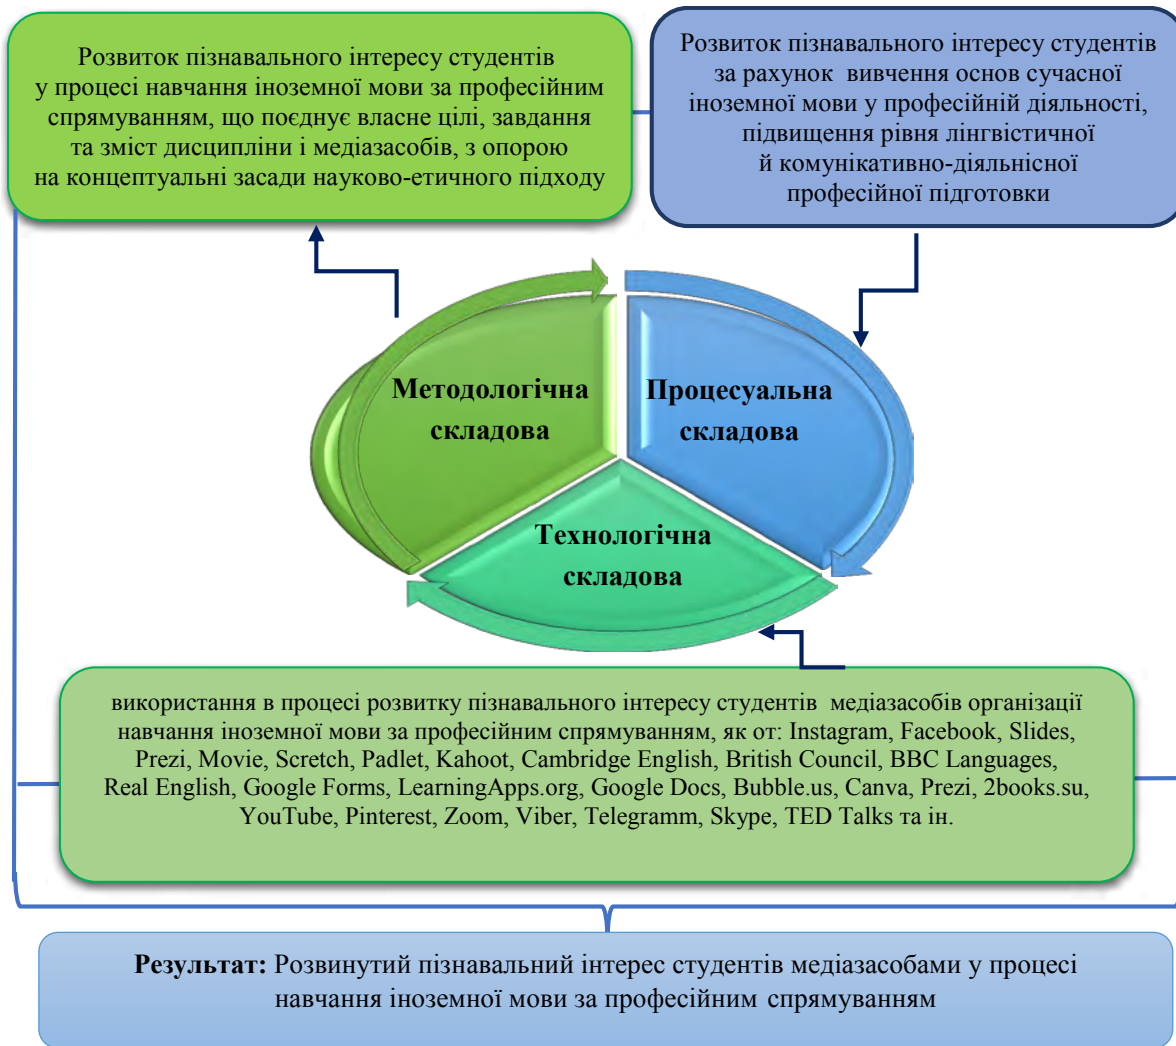 Розвиток пізнавального інтересу студентів
у процесі навчання іноземної мови за професійним
спрямуванням, що поєднує власне цілі, завдання
та зміст дисципліни і медіазасобів, з опорою
на концептуальні засади науково-етичного підходу
Розвиток пізнавального інтересу студентів
за рахунок вивчення основ сучасної
іноземної мови у професійній діяльності,
підвищення рівня лінгвістичної
й комунікативно-діяльнісної
професійної підготовки
Методологічна
складова
Процесуальна
складова
Технологічна
складова
використання в процесі розвитку пізнавального інтересу студентів медіазасобів організації
навчання іноземної мови за професійним спрямуванням, як от: Instagram, Facebook, Slides,
Prezi, Movie, Scretch, Padlet, Kahoot, Cambridge English, British Council, BBC Languages,
Real English, Google Forms, LearningApps.org, Google Docs, Bubble.us, Canva, Prezi, 2books.su,
YouTube, Pinterest, Zoom, Viber, Telegramm, Skype, TED Talks та ін.
Результат: Розвинутий пізнавальний інтерес студентів медіазасобами у процесі
навчання іноземної мови за професійним спрямуванням